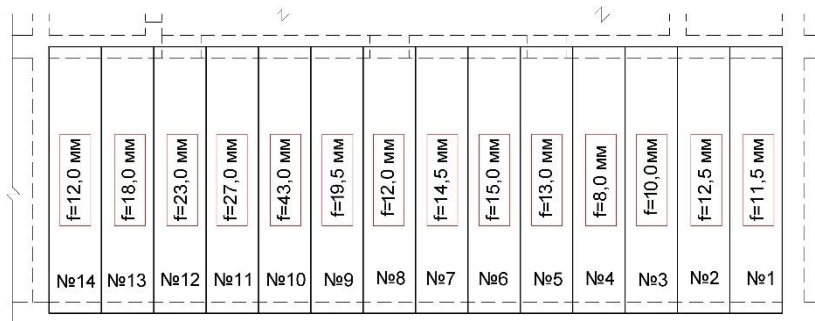 f=12,0 мм
f=18,0 мм
f=23,0 мм
f=27,0 мм
f=43,0 мм
f=19,5 мм
f=12,0 мм
f=14,5 мм
f=15,0 мм
f=13,0 мм
f=8,0 мм
f=10,0 мм
f=12,5 мм
f=11,5 мм
№14 №13 №12 №11 №10 №9 №8 №7 №6 №5 №4 №3 №2 №1